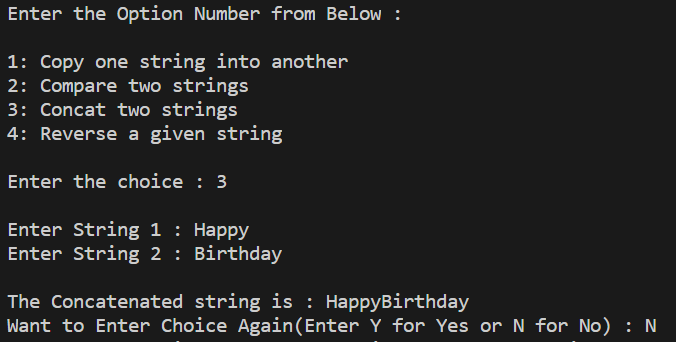 Enter the Option Number from Below :
1: Copy one string into another
2: Compare two strings
3: Concat two strings
4: Reverse a given string
Enter the choice : 3
Enter String 1 : Happy
Enter String 2 : Birthday
The Concatenated string is : HappyBirthday
Want to Enter Choice Again(Enter Y for Yes or N for No) : N